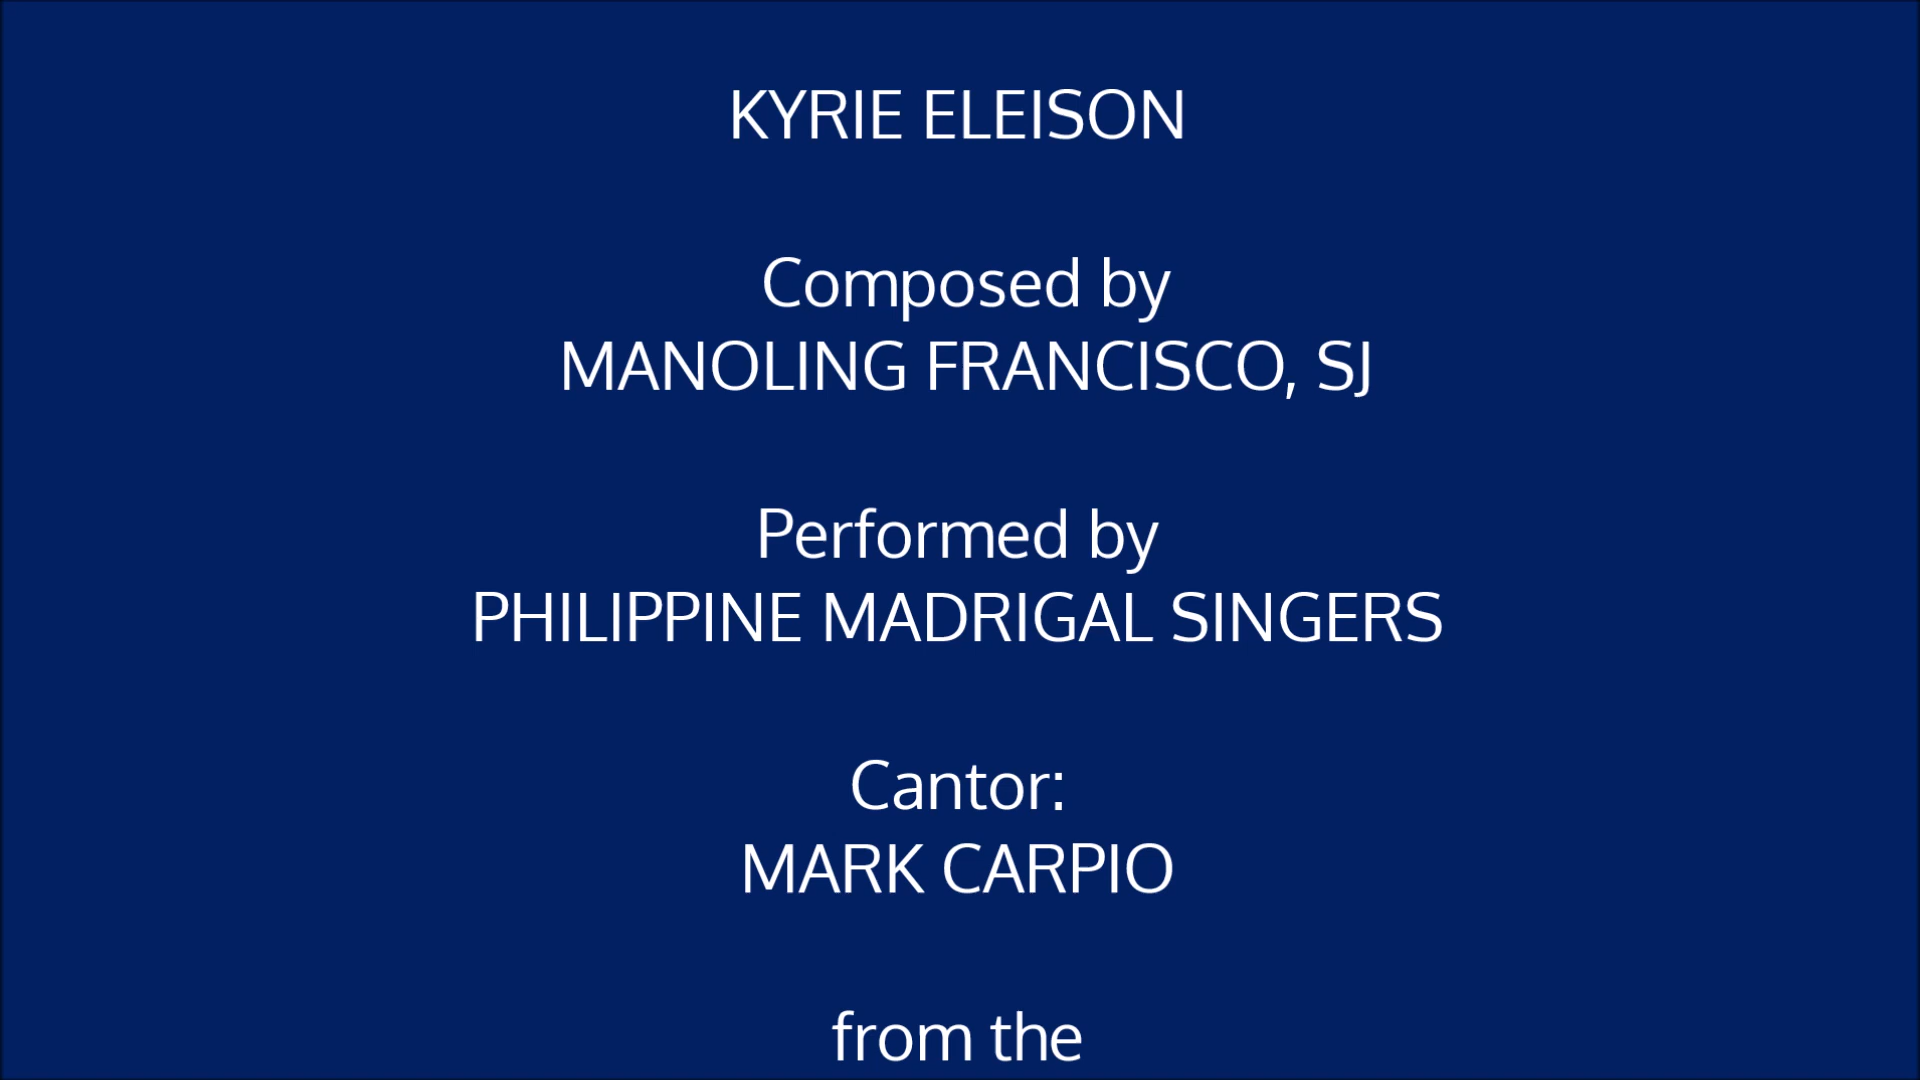 KYRIE ELEISON
Composed by
MANOLING FRANCISCO, SJ
Performed by
PHILIPPINE MADRIGAL SINGERS
Cantor:
MARK CARPIO
from the